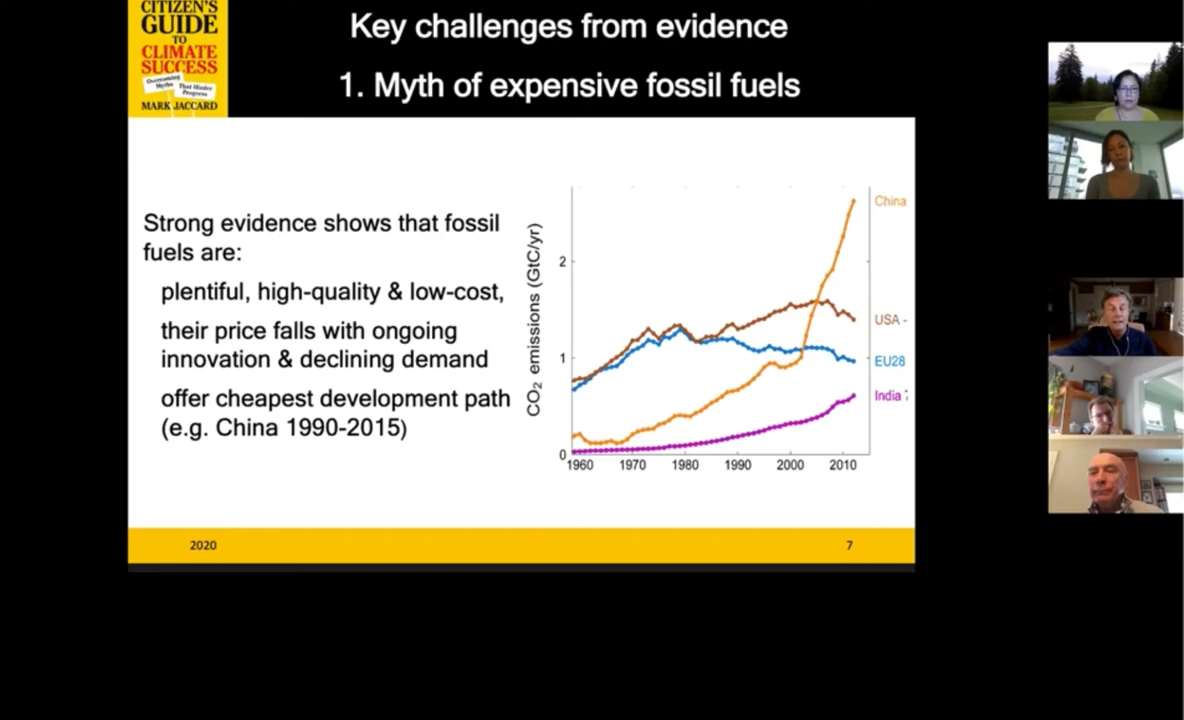 CITIZEN'S
GUIDE
TO
CLIMATE
SUCCESS
Overcoming
Myths
That Hinder
Progress
MARK JACCARD
Key challenges from evidence
1. Myth of expensive fossil fuels
Strong evidence shows that fossil
fuels are:
plentiful, high-quality & low-cost,
their price falls with ongoing
innovation & declining demand
offer cheapest development path
(e.g. China 1990-2015)
CO₂ emissions (GtC/yr)
2
1
0
1960 1970 1980 1990 2000 2010
China
USA -
EU28
India
2020
7